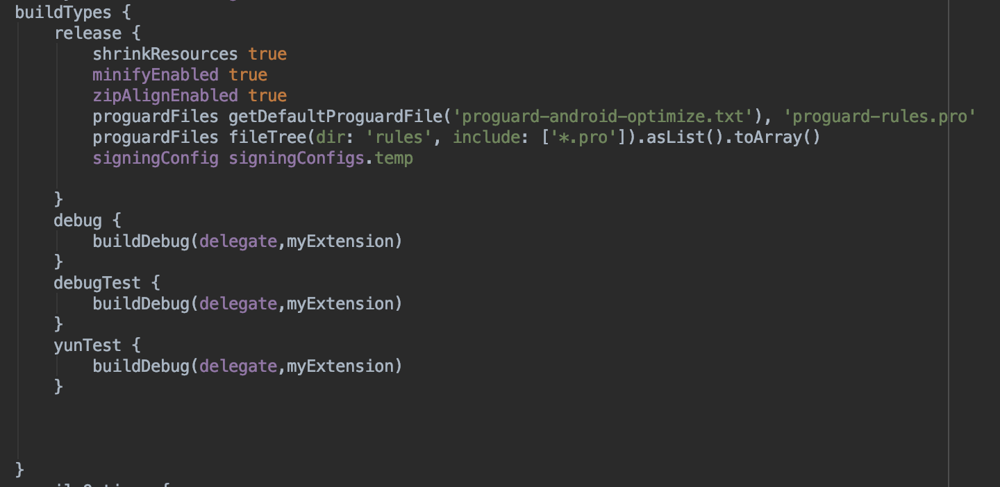 buildTypes {
    release {
        shrinkResources true
        minifyEnabled true
        zipAlignEnabled true
        proguardFiles getDefaultProguardFile('proguard-android-optimize.txt'), 'proguard-rules.pro'
        proguardFiles fileTree(dir: 'rules', include: ['*.pro']).asList().toArray()
        signingConfig signingConfigs.temp
    }
    debug {
        buildDebug(delegate,myExtension)
    }
    debugTest {
        buildDebug(delegate,myExtension)
    }
    yunTest {
        buildDebug(delegate,myExtension)
    }
}